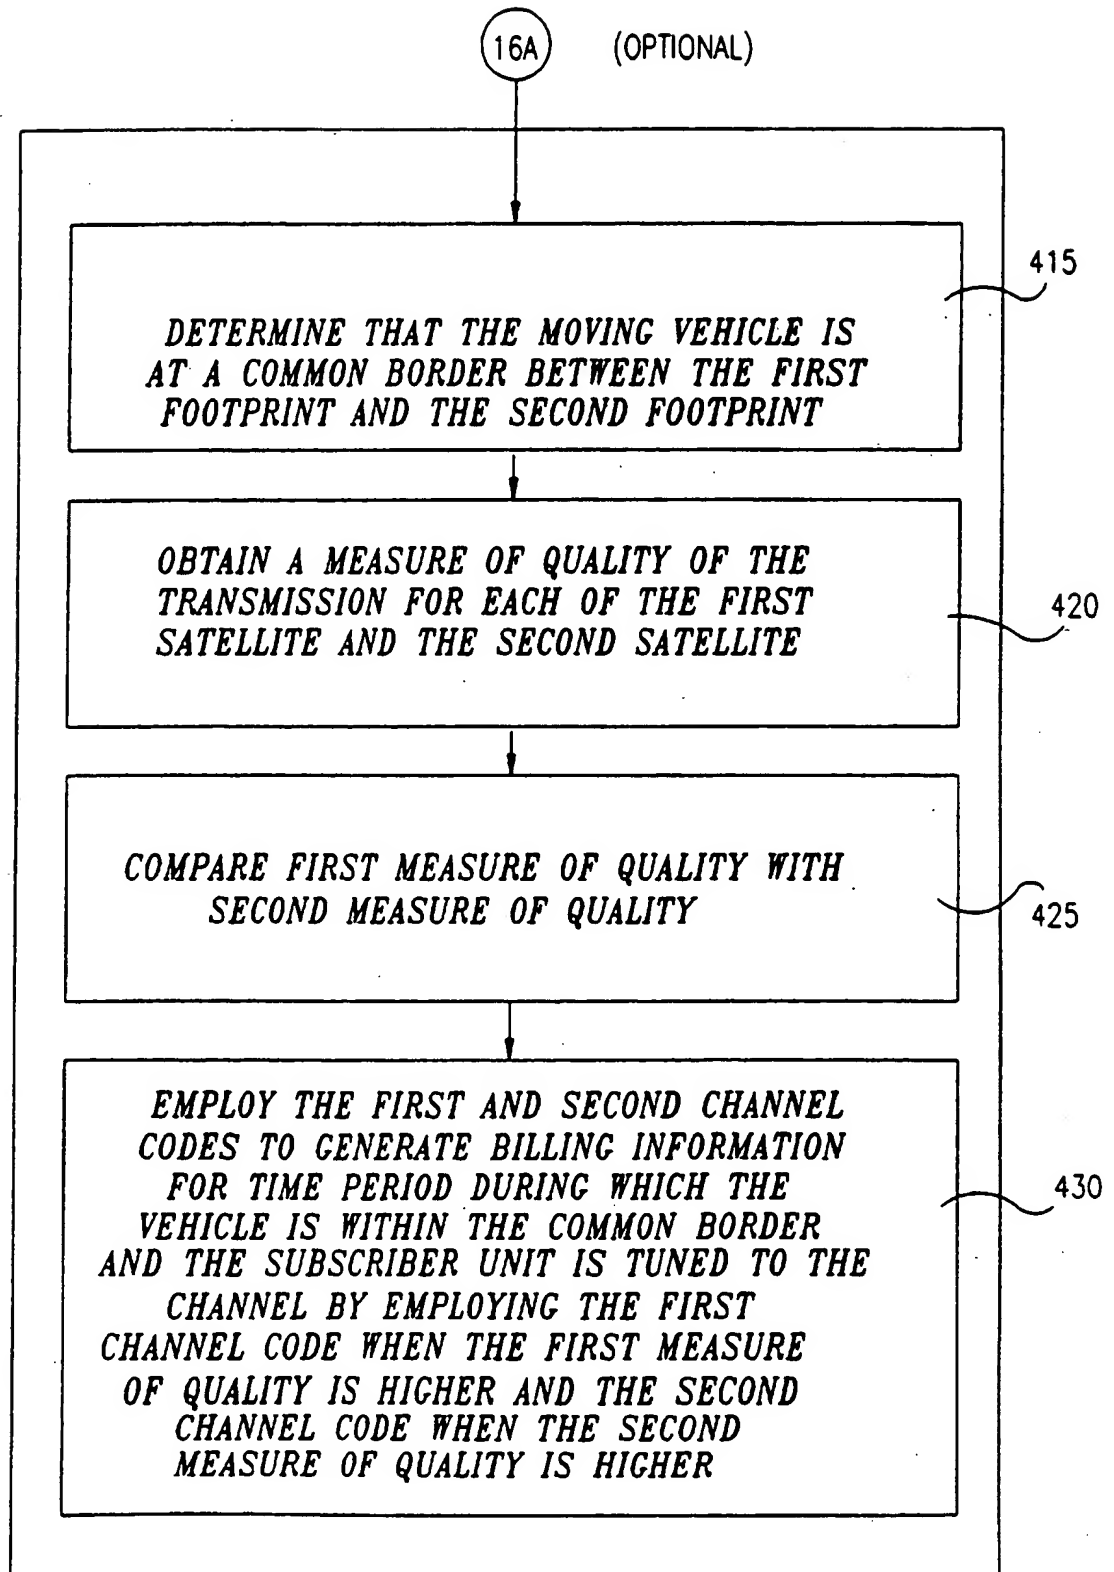 16A (OPTIONAL)
415
DETERMINE THAT THE MOVING VEHICLE IS
AT A COMMON BORDER BETWEEN THE FIRST
FOOTPRINT AND THE SECOND FOOTPRINT
OBTAIN A MEASURE OF QUALITY OF THE
TRANSMISSION FOR EACH OF THE FIRST
SATELLITE AND THE SECOND SATELLITE
420
COMPARE FIRST MEASURE OF QUALITY WITH
SECOND MEASURE OF QUALITY
425
EMPLOY THE FIRST AND SECOND CHANNEL
CODES TO GENERATE BILLING INFORMATION
FOR TIME PERIOD DURING WHICH THE
VEHICLE IS WITHIN THE COMMON BORDER
AND THE SUBSCRIBER UNIT IS TUNED TO THE
CHANNEL BY EMPLOYING THE FIRST
CHANNEL CODE WHEN THE FIRST MEASURE
OF QUALITY IS HIGHER AND THE SECOND
CHANNEL CODE WHEN THE SECOND
MEASURE OF QUALITY IS HIGHER
430